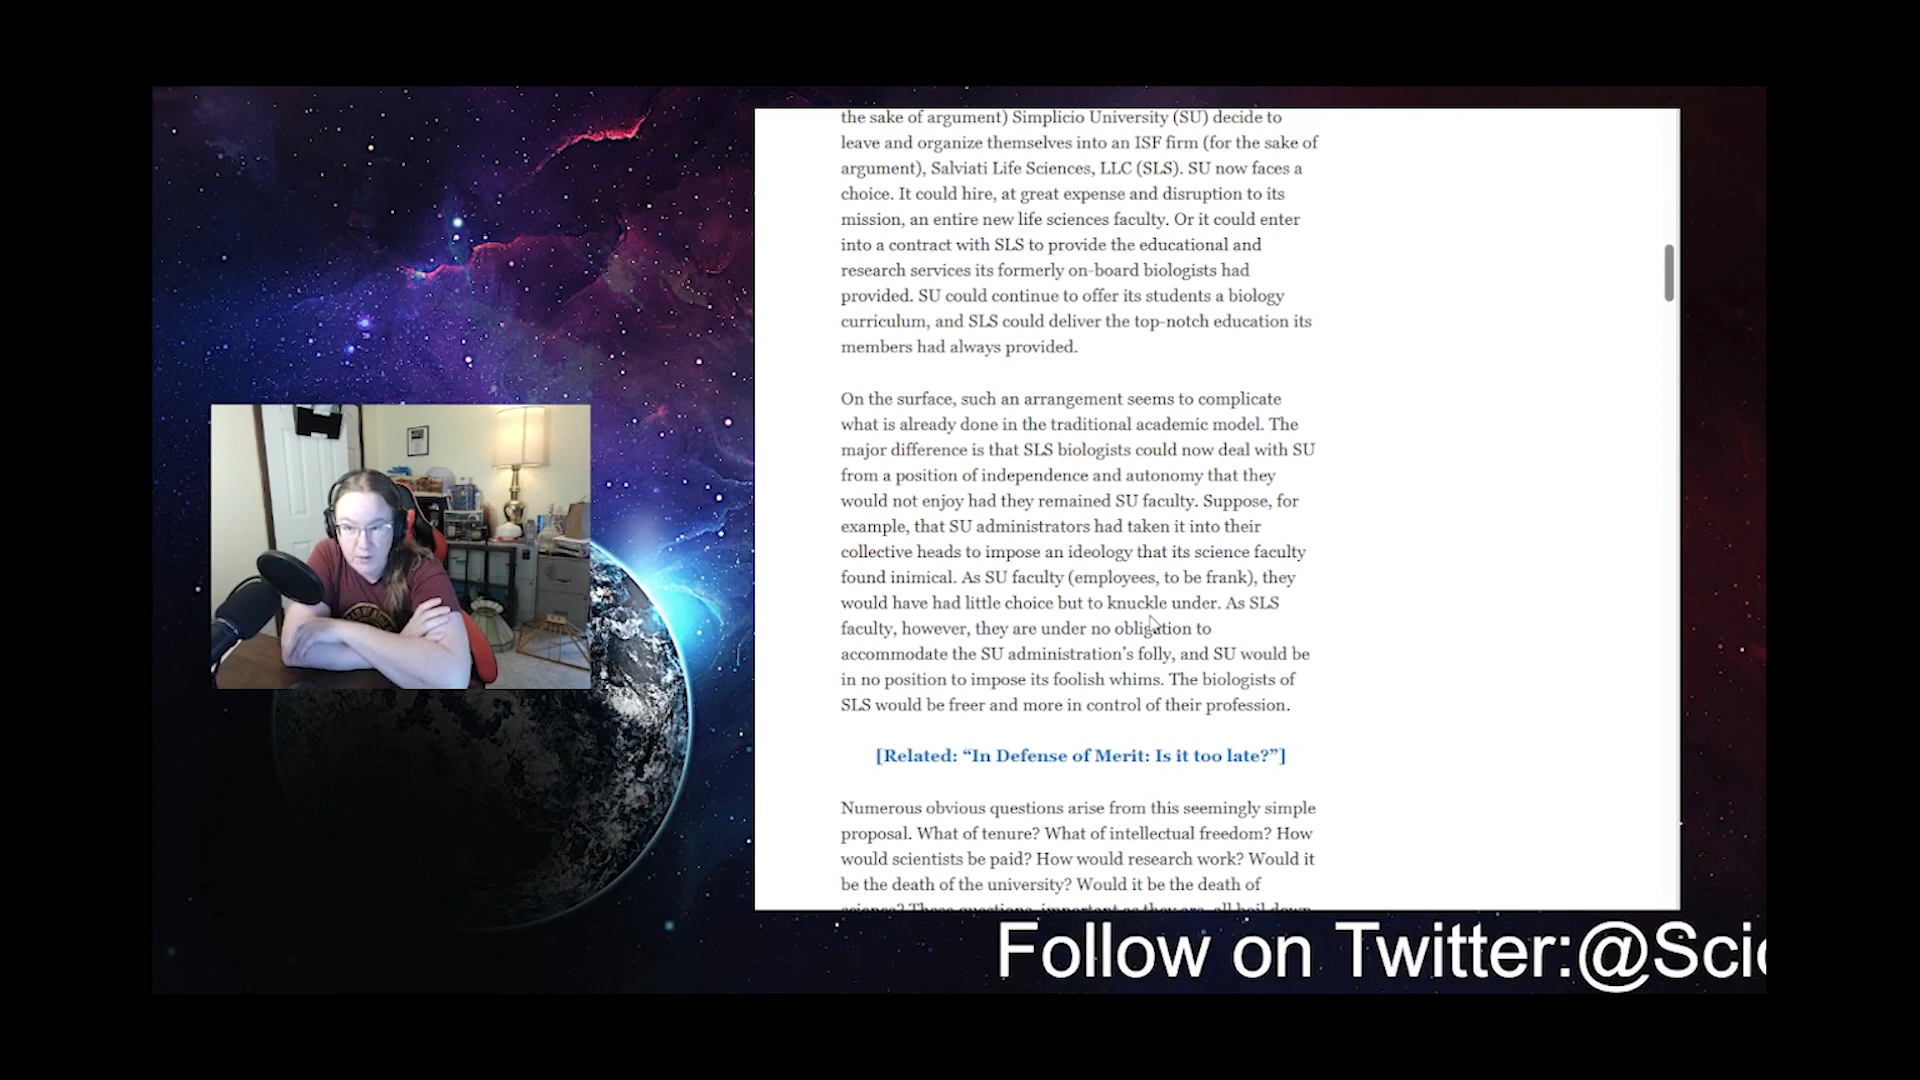 the sake of argument) Simplicio University (SU) decide to
leave and organize themselves into an ISF firm (for the sake of
argument), Salviati Life Sciences, LLC (SLS). SU now faces a
choice. It could hire, at great expense and disruption to its
mission, an entire new life sciences faculty. Or it could enter
into a contract with SLS to provide the educational and
research services its formerly on-board biologists had
provided. SU could continue to offer its students a biology
curriculum, and SLS could deliver the top-notch education its
members had always provided.
On the surface, such an arrangement seems to complicate
what is already done in the traditional academic model. The
major difference is that SLS biologists could now deal with SU
from a position of independence and autonomy that they
would not enjoy had they remained SU faculty. Suppose, for
example, that SU administrators had taken it into their
collective heads to impose an ideology that its science faculty
found inimical. As SU faculty (employees, to be frank), they
would have had little choice but to knuckle under. As SLS
faculty, however, they are under no obligation to
accommodate the SU administration’s folly, and SU would be
in no position to impose its foolish whims. The biologists of
SLS would be freer and more in control of their profession.
[Related: “In Defense of Merit: Is it too late?”]
Numerous obvious questions arise from this seemingly simple
proposal. What of tenure? What of intellectual freedom? How
would scientists be paid? How would research work? Would it
be the death of the university? Would it be the death of
science? These questions, important as they are, all boil down
Follow on Twitter:@Scie